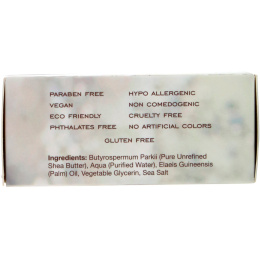 PARABEN FREE HYPO ALLERGENIC
VEGAN NON COMEDOGENIC
ECO FRIENDLY CRUELTY FREE
PHTHALATES FREE NO ARTIFICIAL COLORS
GLUTEN FREE
Ingredients: Butyrospermum Parkii (Pure Unrefined
Shea Butter), Aqua (Purified Water), Elaeis Guineensis
(Palm) Oil, Vegetable Glycerin, Sea Salt